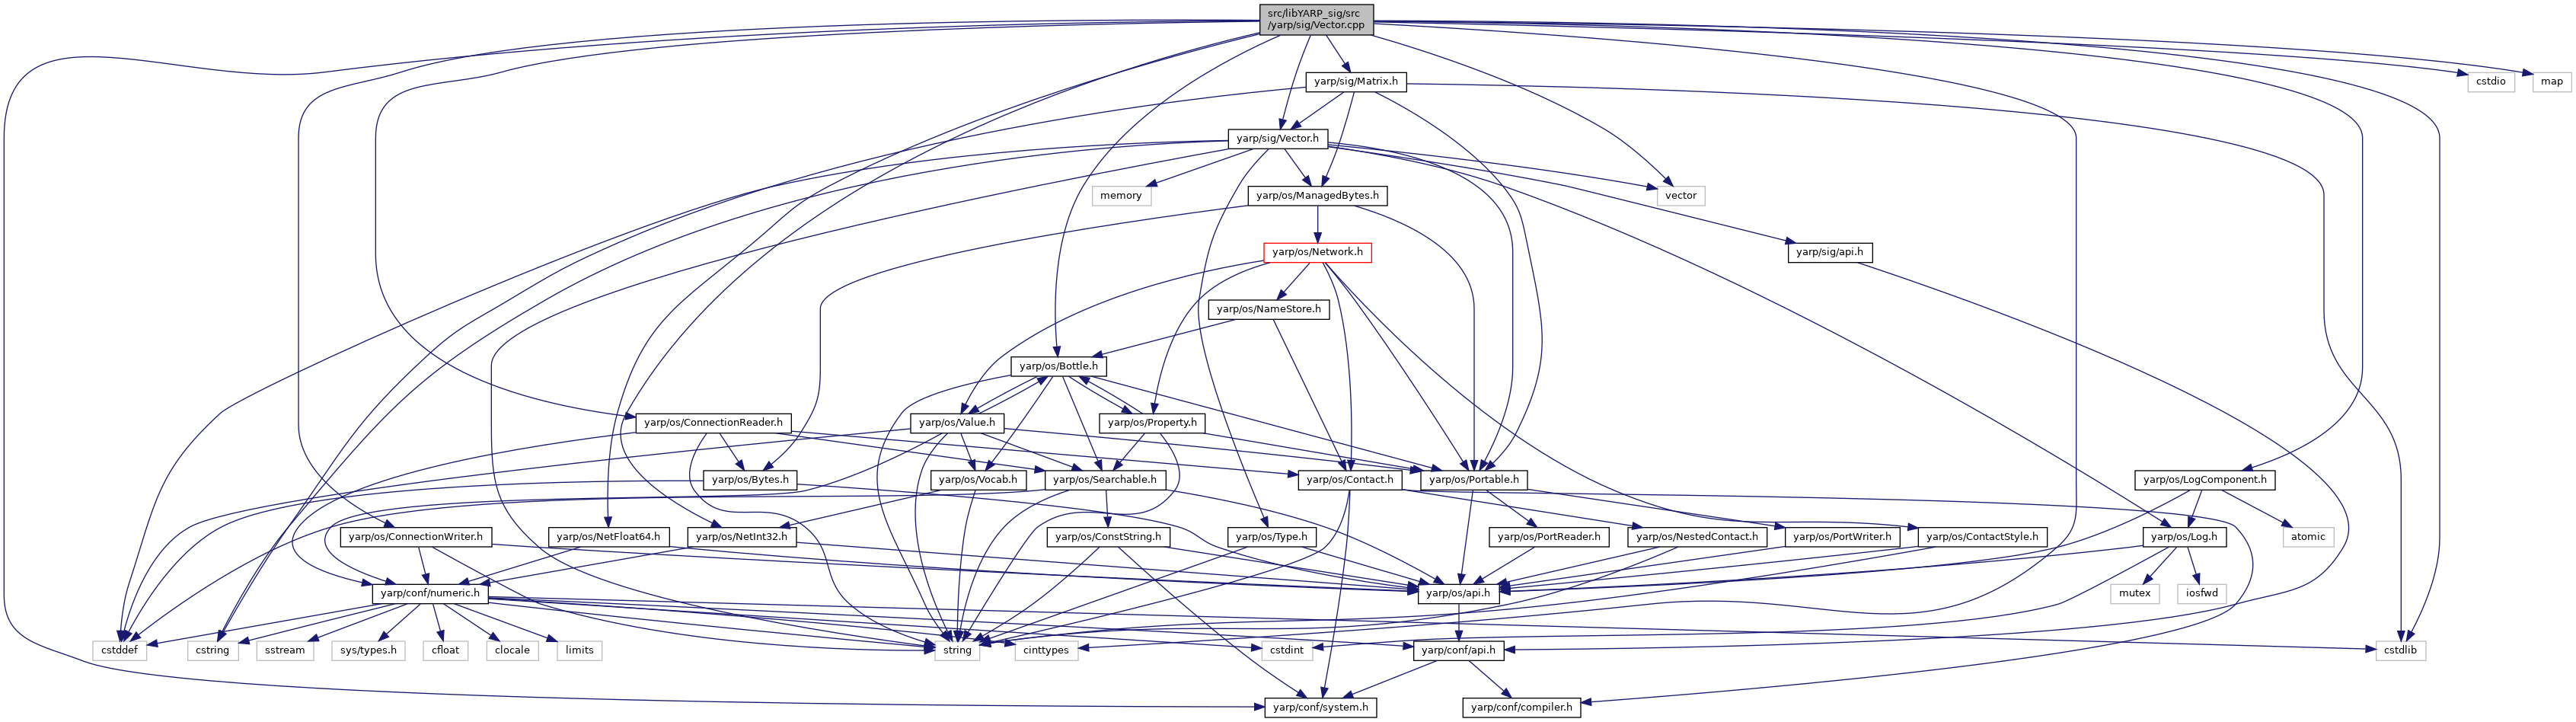 src/libYARP_sig/src
/yarp/sig/Vector.cpp
yarp/sig/Matrix.h
cstdio
map
yarp/sig/Vector.h
memory
yarp/os/ManagedBytes.h
vector
yarp/os/Network.h
yarp/sig/api.h
yarp/os/NameStore.h
yarp/os/Bottle.h
yarp/os/ConnectionReader.h
yarp/os/Value.h
yarp/os/Property.h
yarp/os/Bytes.h
yarp/os/Vocab.h
yarp/os/Searchable.h
yarp/os/Contact.h
yarp/os/Portable.h
yarp/os/LogComponent.h
yarp/os/ConnectionWriter.h
yarp/os/NetFloat64.h
yarp/os/NetInt32.h
yarp/os/ConstString.h
yarp/os/Type.h
yarp/os/PortReader.h
yarp/os/NestedContact.h
yarp/os/PortWriter.h
yarp/os/ContactStyle.h
yarp/os/Log.h
atomic
yarp/conf/numeric.h
yarp/os/api.h
mutex
iosfwd
cstddef
cstring
sstream
sys/types.h
cfloat
clocale
limits
string
cinttypes
cstdint
yarp/conf/api.h
cstdlib
yarp/conf/system.h
yarp/conf/compiler.h